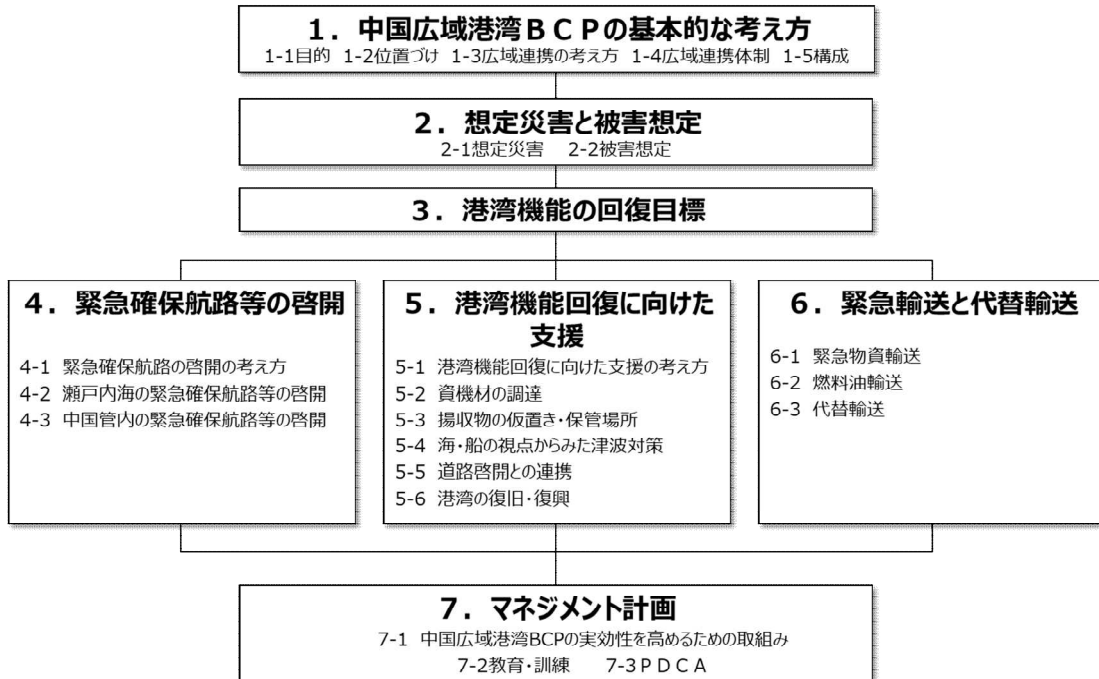 1．中国広域港湾ＢＣＰの基本的な考え方
1-1目的 1-2位置づけ 1-3広域連携の考え方 1-4広域連携体制 1-5構成
2．想定災害と被害想定
2-1想定災害 2-2被害想定
3．港湾機能の回復目標
4．緊急確保航路等の啓開
4-1 緊急確保航路の啓開の考え方
4-2 瀬戸内海の緊急確保航路等の啓開
4-3 中国管内の緊急確保航路等の啓開
5．港湾機能回復に向けた
支援
5-1 港湾機能回復に向けた支援の考え方
5-2 資機材の調達
5-3 揚収物の仮置き・保管場所
5-4 海・船の視点からみた津波対策
5-5 道路啓開との連携
5-6 港湾の復旧・復興
6．緊急輸送と代替輸送
6-1 緊急物資輸送
6-2 燃料油輸送
6-3 代替輸送
7．マネジメント計画
7-1 中国広域港湾BCPの実効性を高めるための取組み
7-2教育・訓練 7-3ＰＤＣＡ